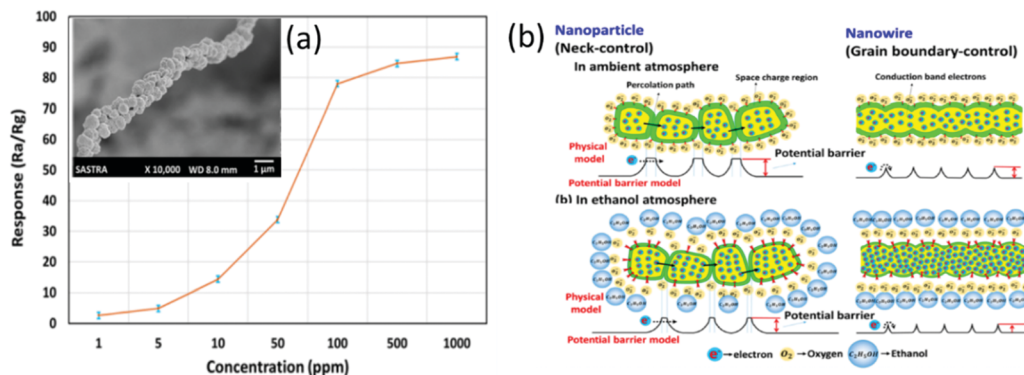 (a)
100
90
80
70
60
50
40
30
20
10
0
Response (Ra/Rg)
SASTRA X 10,000 WD 8.0 mm 1 µm
1 5 10 50 100 500 1000
Concentration (ppm)
(b)
Nanoparticle
(Neck-control)
Nanowire
(Grain boundary-control)
In ambient atmosphere
Percolation path
Space charge region
Conduction band electrons
Physical
model
e-
Potential barrier
Potential barrier model
e-
(b) In ethanol atmosphere
Physical
model
e-
Potential barrier
Potential barrier model
e-
e- →electron O₂ →Oxygen C₂H₅OH →Ethanol